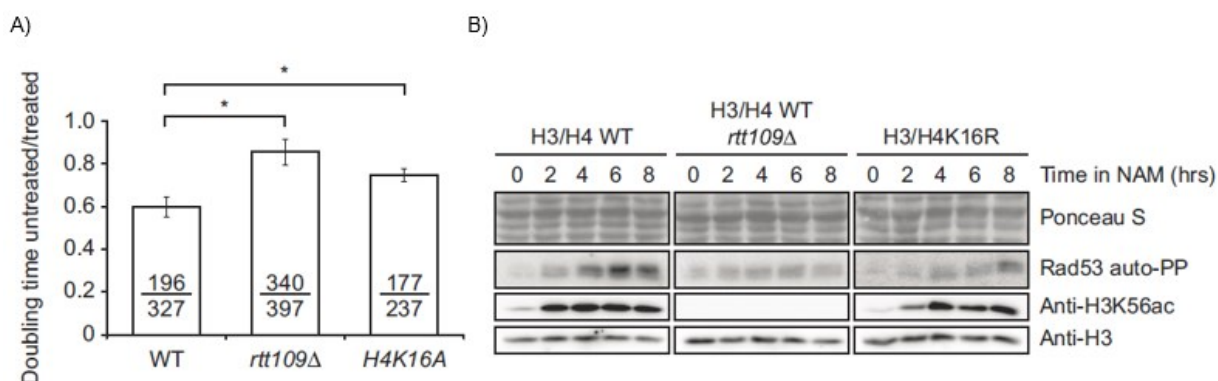 A)
Doubling time untreated/treated
*
*
1.0
0.8
0.6
0.4
0.2
0
196
327
340
397
177
237
WT
rtt109Δ
H4K16A
B)
H3/H4 WT
H3/H4 WT
rtt109Δ
H3/H4K16R
0 2 4 6 8 0 2 4 6 8 0 2 4 6 8 Time in NAM (hrs)
Ponceau S
Rad53 auto-PP
Anti-H3K56ac
Anti-H3